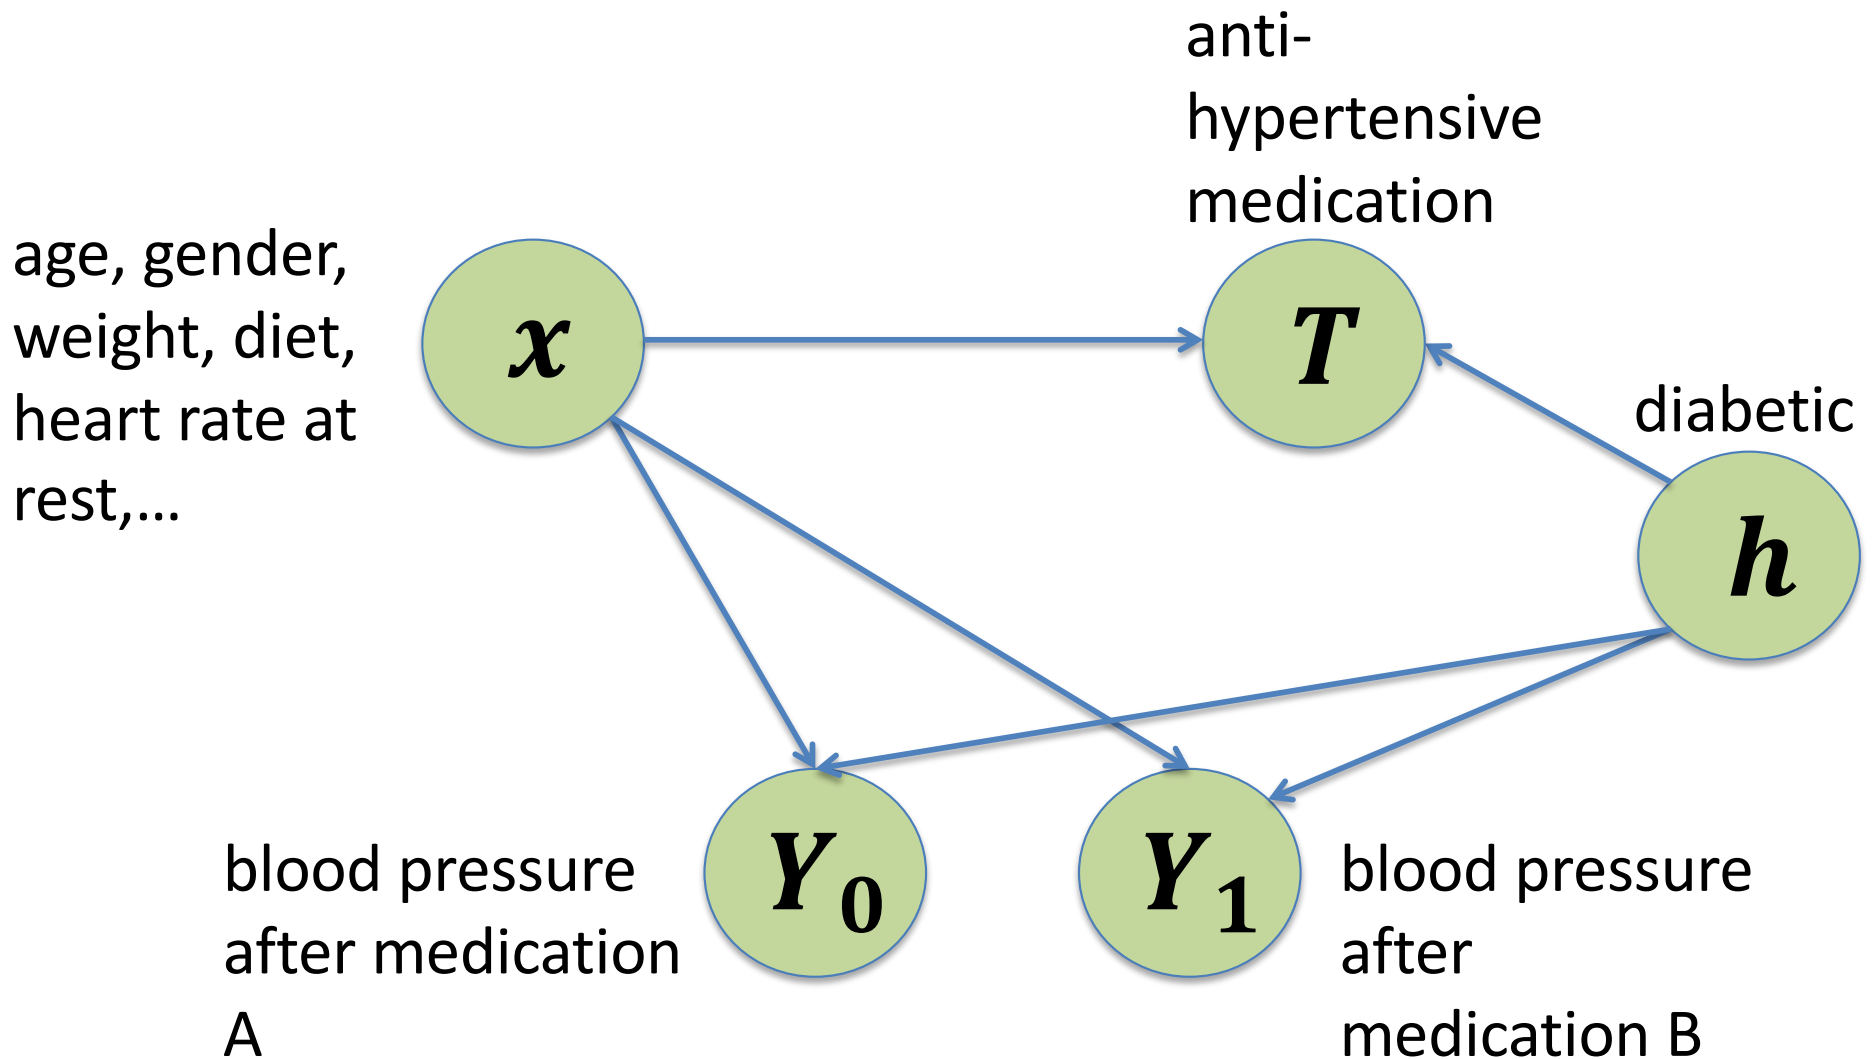 anti-
hypertensive
medication
age, gender,
weight, diet,
heart rate at
rest,...
x
T
diabetic
h
Y0
Y1
blood pressure
after medication
A
blood pressure
after
medication B